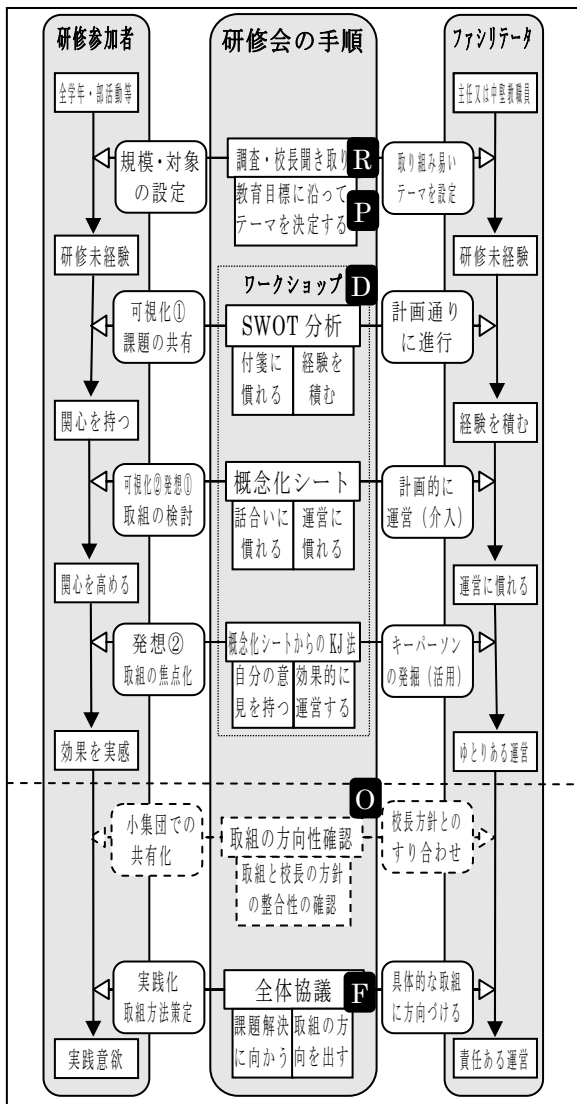 研修参加者
研修会の手順
ファシリテータ
全学年・部活動等
主任又は中堅教職員
規模・対象
の設定
調査・校長聞き取り
R
教育目標に沿って
テーマを決定する
P
取り組み易い
テーマを設定
研修未経験
研修未経験
ワークショップ
D
可視化①
課題の共有
SWOT 分析
付箋に
慣れる
経験を
積む
計画通り
に進行
関心を持つ
経験を積む
可視化②発想①
取組の検討
概念化シート
話合いに
慣れる
運営に
慣れる
計画的に
運営（介入）
関心を高める
運営に慣れる
発想②
取組の焦点化
概念化シートからのKJ法
自分の意
見を持つ
効果的に
運営する
キーパーソン
の発掘（活用）
効果を実感
ゆとりある運営
O
小集団での
共有化
取組の方向性確認
取組と校長の方針
の整合性の確認
校長方針との
すり合わせ
実践化
取組方法策定
全体協議
F
課題解決
に向かう
取組の方
向を出す
具体的な取組
に方向づける
実践意欲
責任ある運営